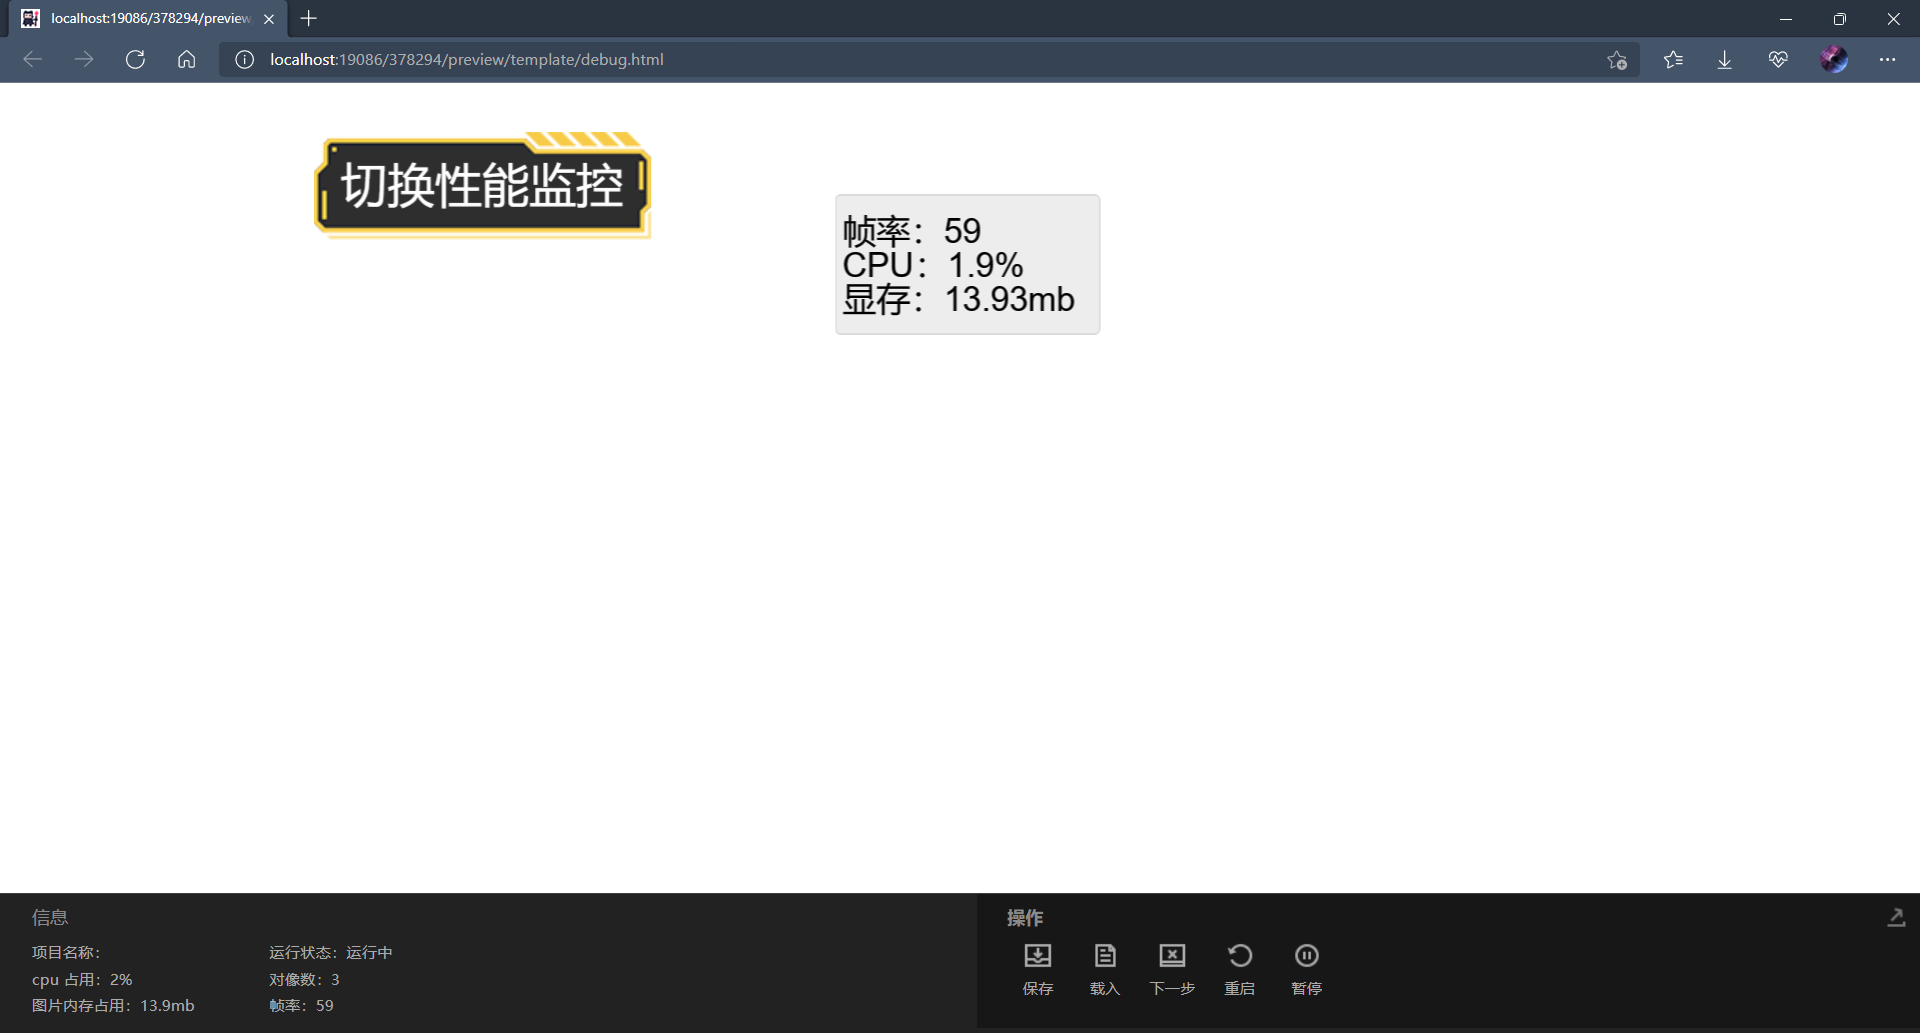 localhost:19086/378294/preview
localhost:19086/378294/preview/template/debug.html
切换性能监控
帧率：59
CPU：1.9%
显存：13.93mb
信息
项目名称：
运行状态：运行中
cpu 占用：2%
对像数：3
图片内存占用：13.9mb
帧率：59
操作
保存
载入
下一步
重启
暂停